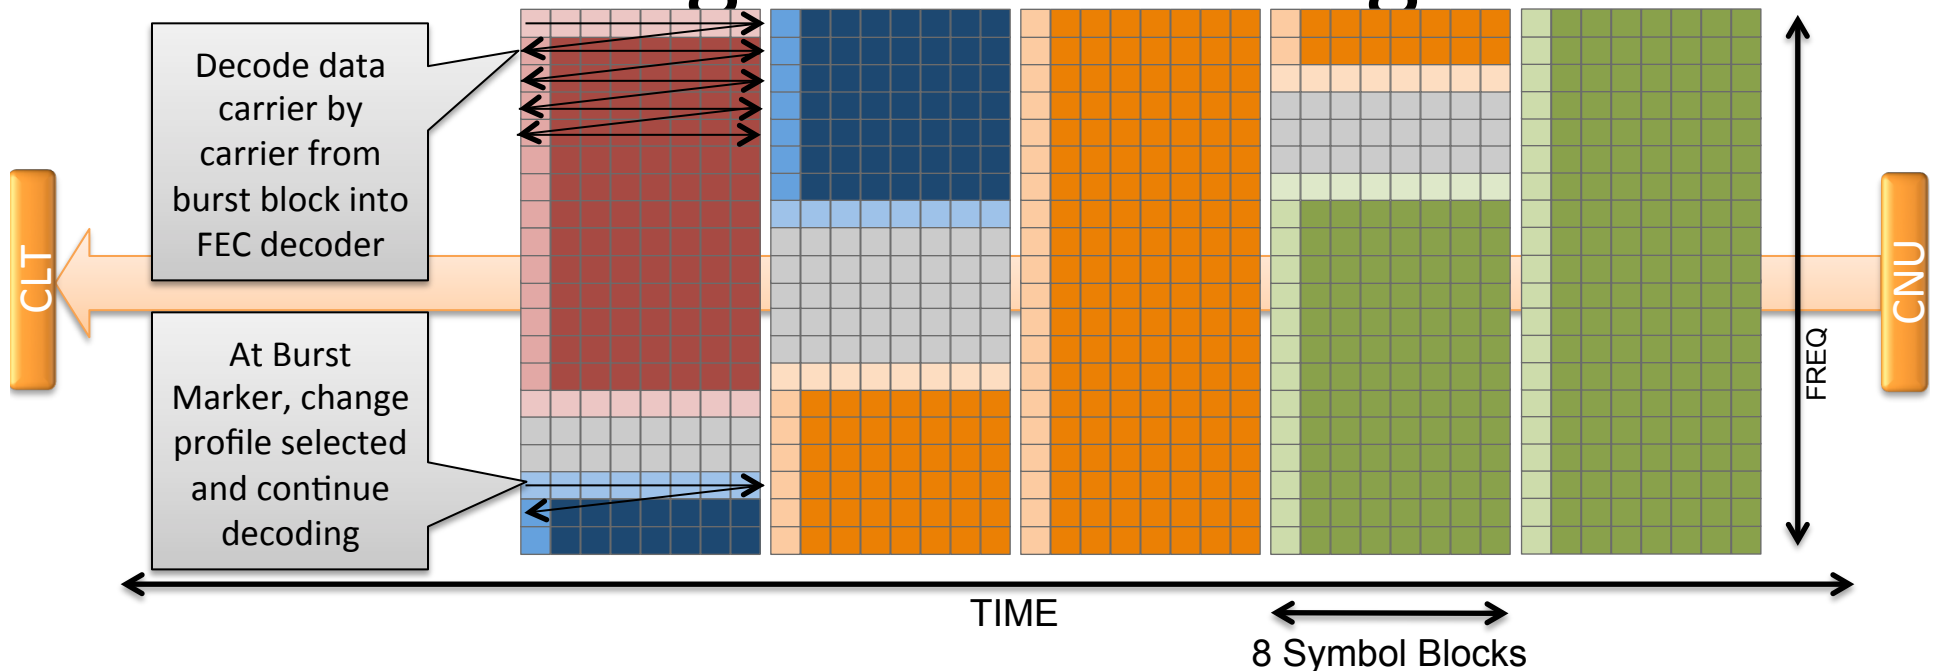 Decode data
carrier by
carrier from
burst block into
FEC decoder
CLT
At Burst
Marker, change
profile selected
and continue
decoding
CNU
FREQ
TIME
8 Symbol Blocks